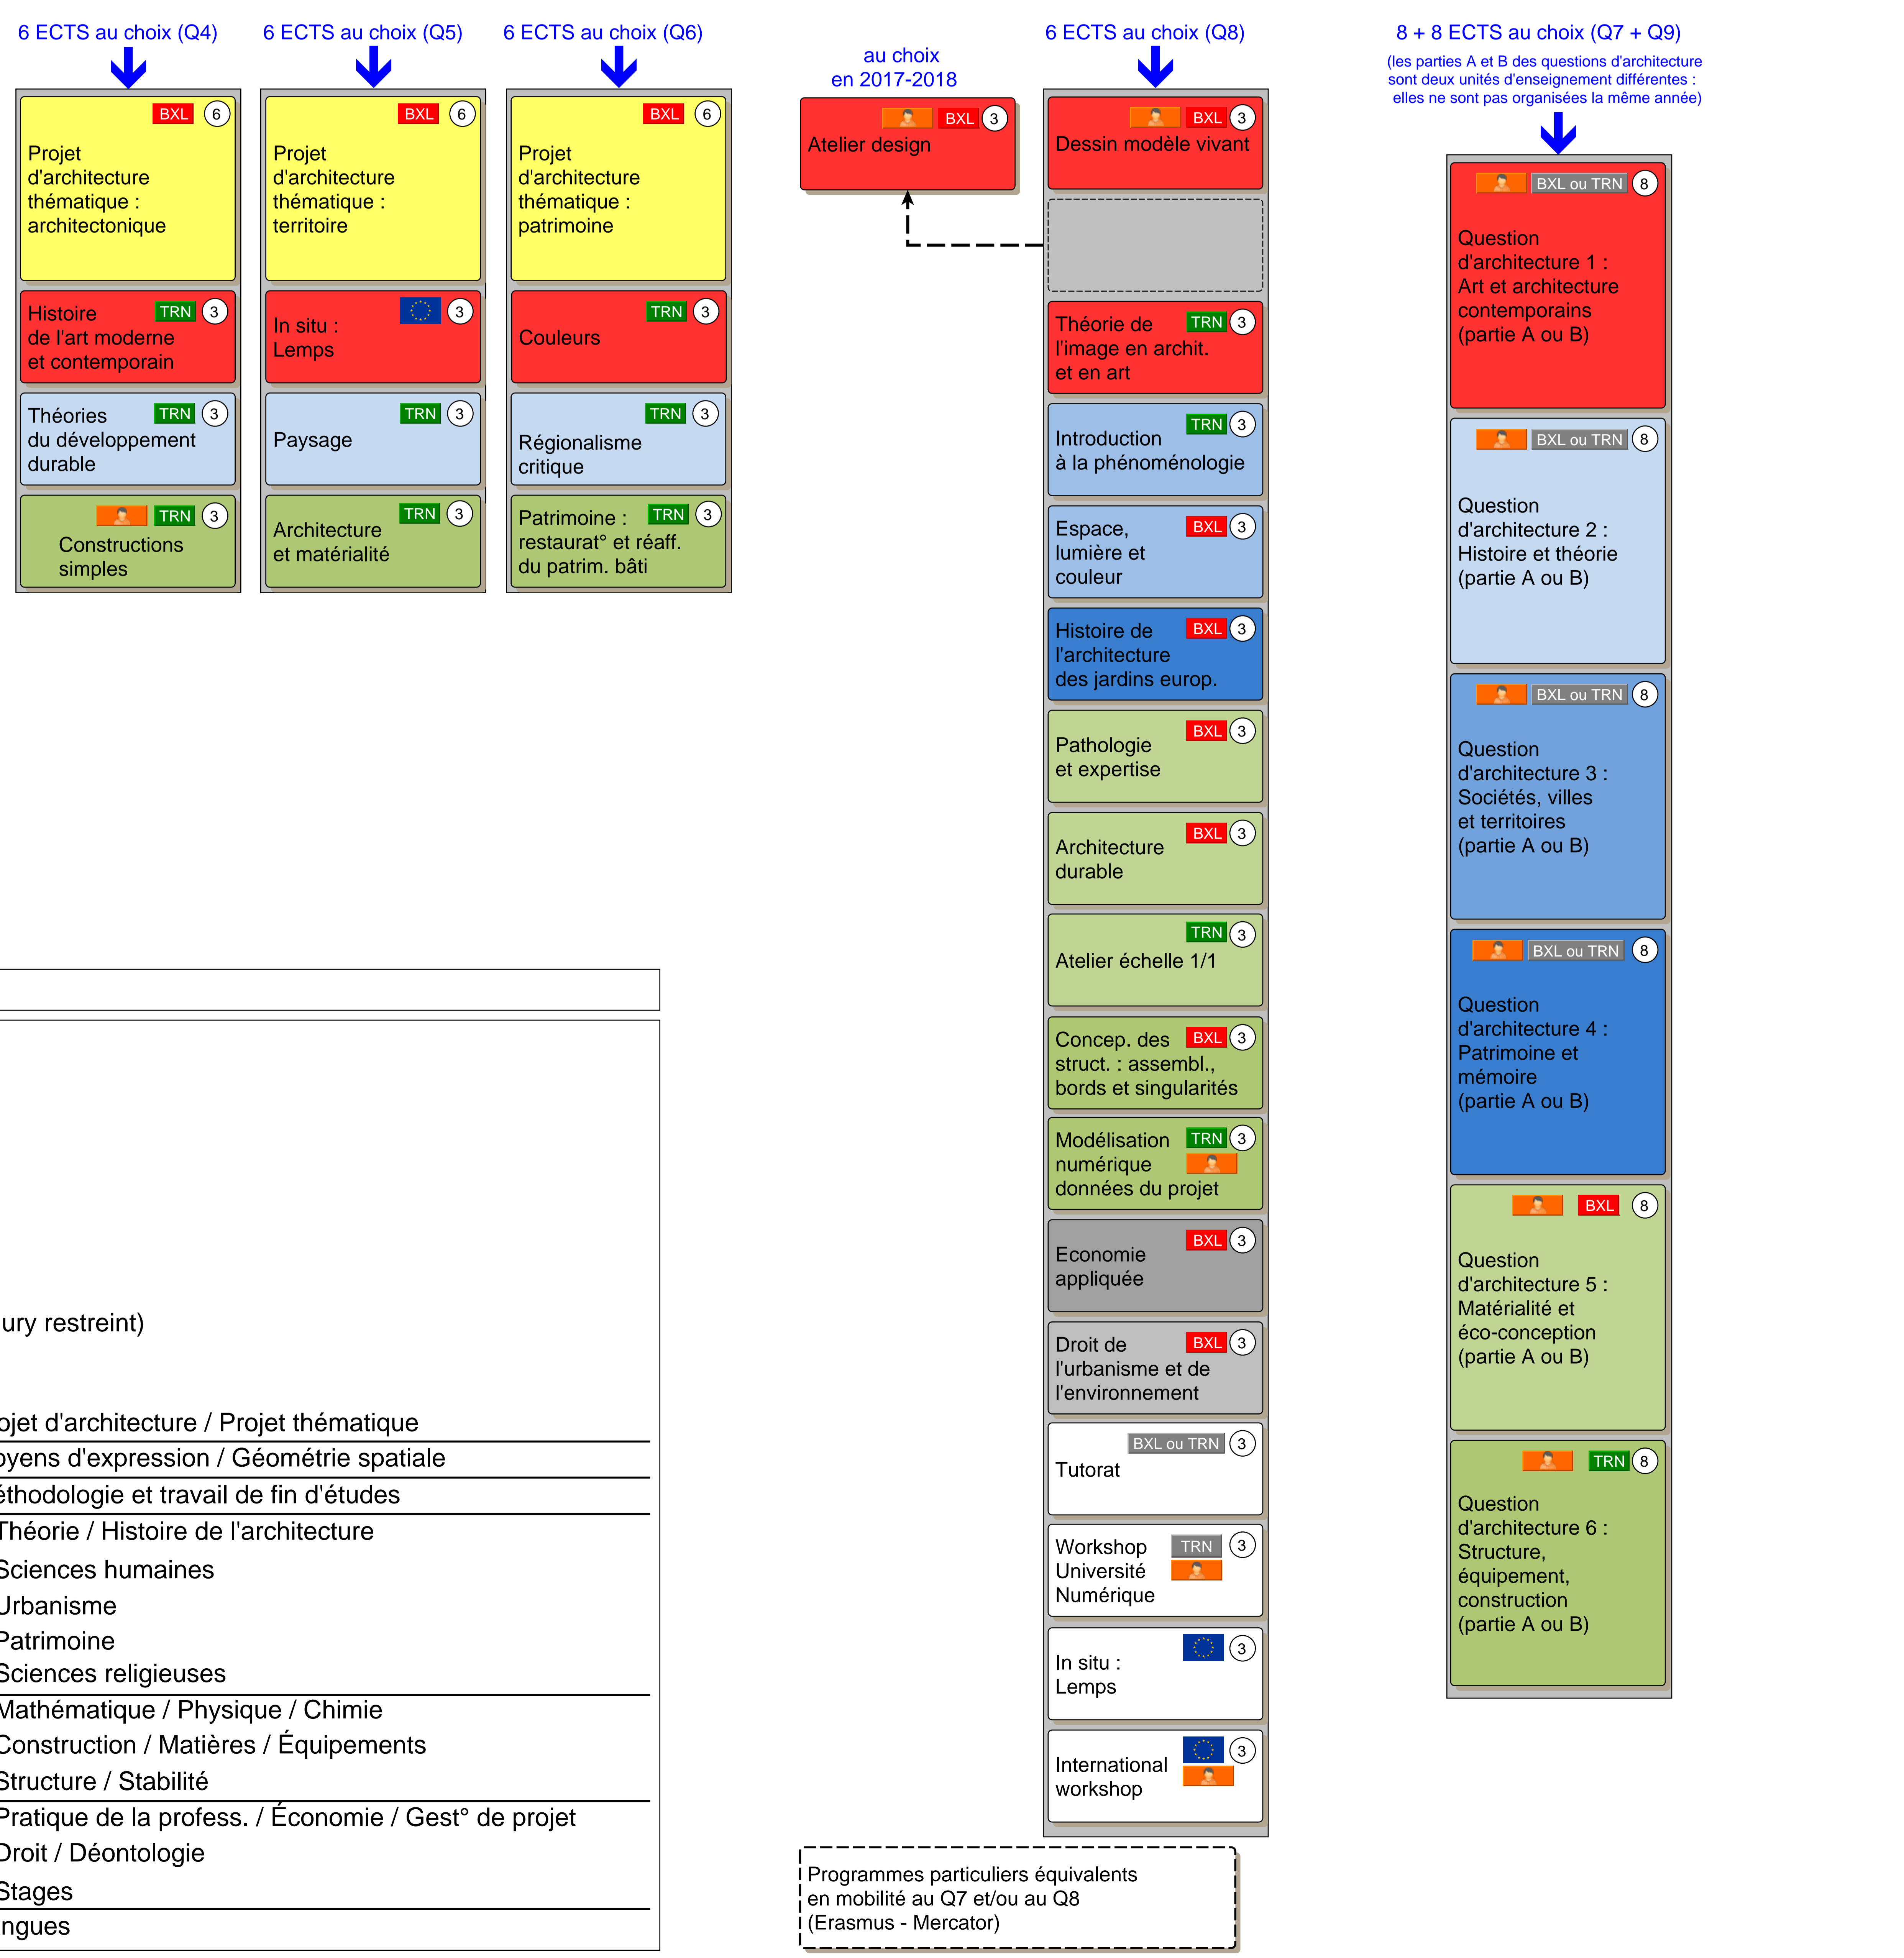 6 ECTS au choix (Q4)
BXL 6
Projet
d'architecture
thématique :
architectonique
Histoire TRN 3
de l'art moderne
et contemporain
Théories TRN 3
du développement
durable
TRN 3
Constructions
simples
6 ECTS au choix (Q5)
BXL 6
Projet
d'architecture
thématique :
territoire
3
In situ :
Lemps
TRN 3
Paysage
TRN 3
Architecture
et matérialité
6 ECTS au choix (Q6)
BXL 6
Projet
d'architecture
thématique :
patrimoine
TRN 3
Couleurs
TRN 3
Régionalisme
critique
Patrimoine : TRN 3
restaurat° et réaff.
du patrim. bâti
au choix
en 2017-2018
BXL 3
Atelier design
6 ECTS au choix (Q8)
BXL 3
Dessin modèle vivant
Théorie de TRN 3
l'image en archit.
et en art
TRN 3
Introduction
à la phénoménologie
Espace, BXL 3
lumière et
couleur
Histoire de BXL 3
l'architecture
des jardins europ.
BXL 3
Pathologie
et expertise
BXL 3
Architecture
durable
TRN 3
Atelier échelle 1/1
Concep. des BXL 3
struct. : assembl.,
bords et singularités
Modélisation TRN 3
numérique
données du projet
BXL 3
Economie
appliquée
Droit de BXL 3
l'urbanisme et de
l'environnement
BXL ou TRN 3
Tutorat
Workshop TRN 3
Université
Numérique
3
In situ :
Lemps
3
International
workshop
Programmes particuliers équivalents
en mobilité au Q7 et/ou au Q8
(Erasmus - Mercator)
8 + 8 ECTS au choix (Q7 + Q9)
(les parties A et B des questions d'architecture
sont deux unités d'enseignement différentes :
elles ne sont pas organisées la même année)
BXL ou TRN 8
Question
d'architecture 1 :
Art et architecture
contemporains
(partie A ou B)
BXL ou TRN 8
Question
d'architecture 2 :
Histoire et théorie
(partie A ou B)
BXL ou TRN 8
Question
d'architecture 3 :
Sociétés, villes
et territoires
(partie A ou B)
BXL ou TRN 8
Question
d'architecture 4 :
Patrimoine et
mémoire
(partie A ou B)
BXL 8
Question
d'architecture 5 :
Matérialité et
éco-conception
(partie A ou B)
TRN 8
Question
d'architecture 6 :
Structure,
équipement,
construction
(partie A ou B)
ury restreint)
ojet d'architecture / Projet thématique
oyens d'expression / Géométrie spatiale
éthodologie et travail de fin d'études
Théorie / Histoire de l'architecture
Sciences humaines
Urbanisme
Patrimoine
Sciences religieuses
Mathématique / Physique / Chimie
Construction / Matières / Équipements
Structure / Stabilité
Pratique de la profess. / Économie / Gest° de projet
Droit / Déontologie
Stages
ngues